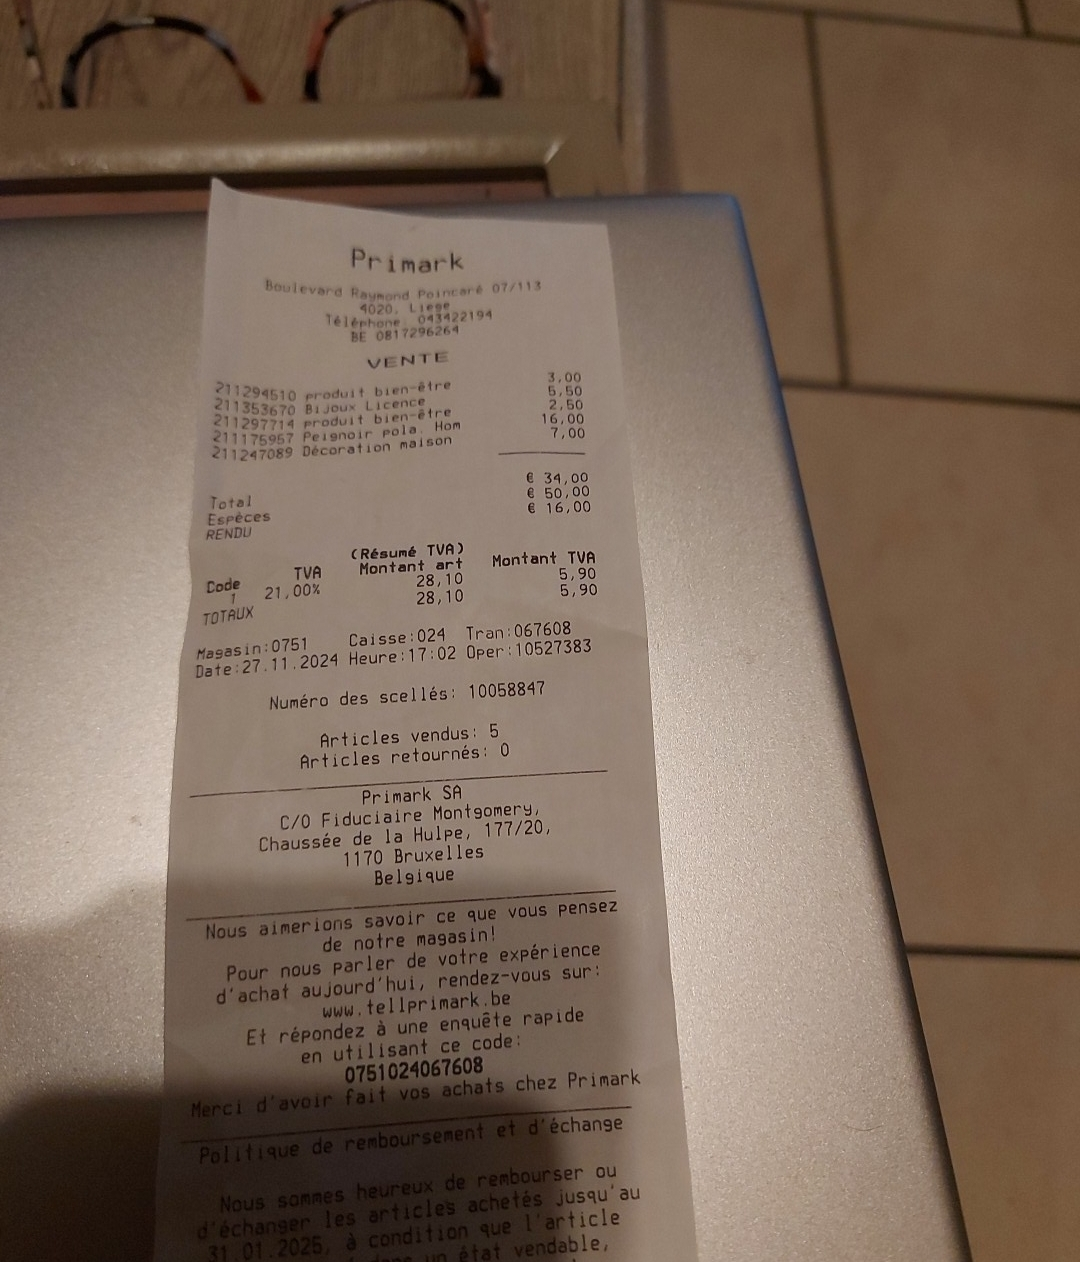 Primark
Boulevard Raymond Poincaré 07/113
4020, Liege
Téléphone 043422194
BE 0817296264
VENTE
211294510 produit bien-être 3,00
211353670 Bijoux Licence 5,50
211297714 produit bien-être 2,50
211175957 Peignoir pola. Hom 16,00
211247089 Décoration maison 7,00
Total € 34,00
Espèces € 50,00
RENDU € 16,00
(Résumé TVA)
Code TVA Montant art Montant TVA
1 21,00% 28,10 5,90
TOTAUX 28,10 5,90
Magasin:0751 Caisse:024 Tran:067608
Date:27.11.2024 Heure:17:02 Oper:10527383
Numéro des scellés: 10058847
Articles vendus: 5
Articles retournés: 0
Primark SA
C/O Fiduciaire Montgomery,
Chaussée de la Hulpe, 177/20,
1170 Bruxelles
Belgique
Nous aimerions savoir ce que vous pensez
de notre magasin!
Pour nous parler de votre expérience
d'achat aujourd'hui, rendez-vous sur:
www.tellprimark.be
Et répondez à une enquête rapide
en utilisant ce code:
0751024067608
Merci d'avoir fait vos achats chez Primark
Politique de remboursement et d'échange
Nous sommes heureux de rembourser ou
d'échanger les articles achetés jusqu'au
31.01.2025, à condition que l'article
dans un état vendable,